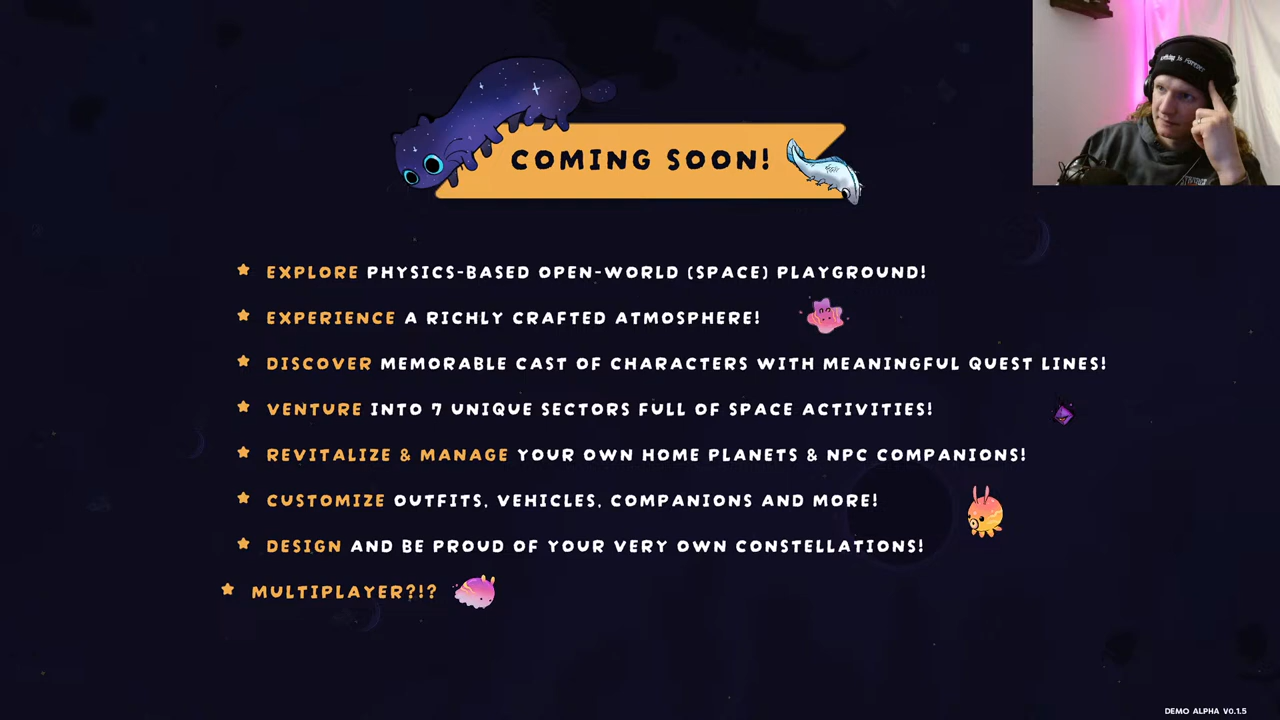 COMING SOON!
EXPLORE PHYSICS-BASED OPEN-WORLD (SPACE) PLAYGROUND!
EXPERIENCE A RICHLY CRAFTED ATMOSPHERE!
DISCOVER MEMORABLE CAST OF CHARACTERS WITH MEANINGFUL QUEST LINES!
VENTURE INTO 7 UNIQUE SECTORS FULL OF SPACE ACTIVITIES!
REVITALIZE & MANAGE YOUR OWN HOME PLANETS & NPC COMPANIONS!
CUSTOMIZE OUTFITS, VEHICLES, COMPANIONS AND MORE!
DESIGN AND BE PROUD OF YOUR VERY OWN CONSTELLATIONS!
MULTIPLAYER?!?
DEMO ALPHA V0.1.5